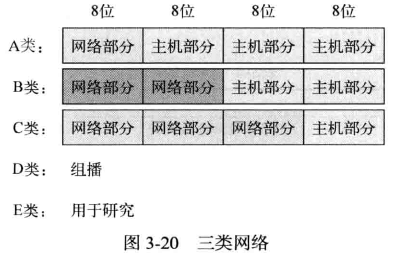 8位 8位 8位 8位
A类： 网络部分 主机部分 主机部分 主机部分
B类： 网络部分 网络部分 主机部分 主机部分
C类： 网络部分 网络部分 网络部分 主机部分
D类： 组播
E类： 用于研究
图 3-20 三类网络